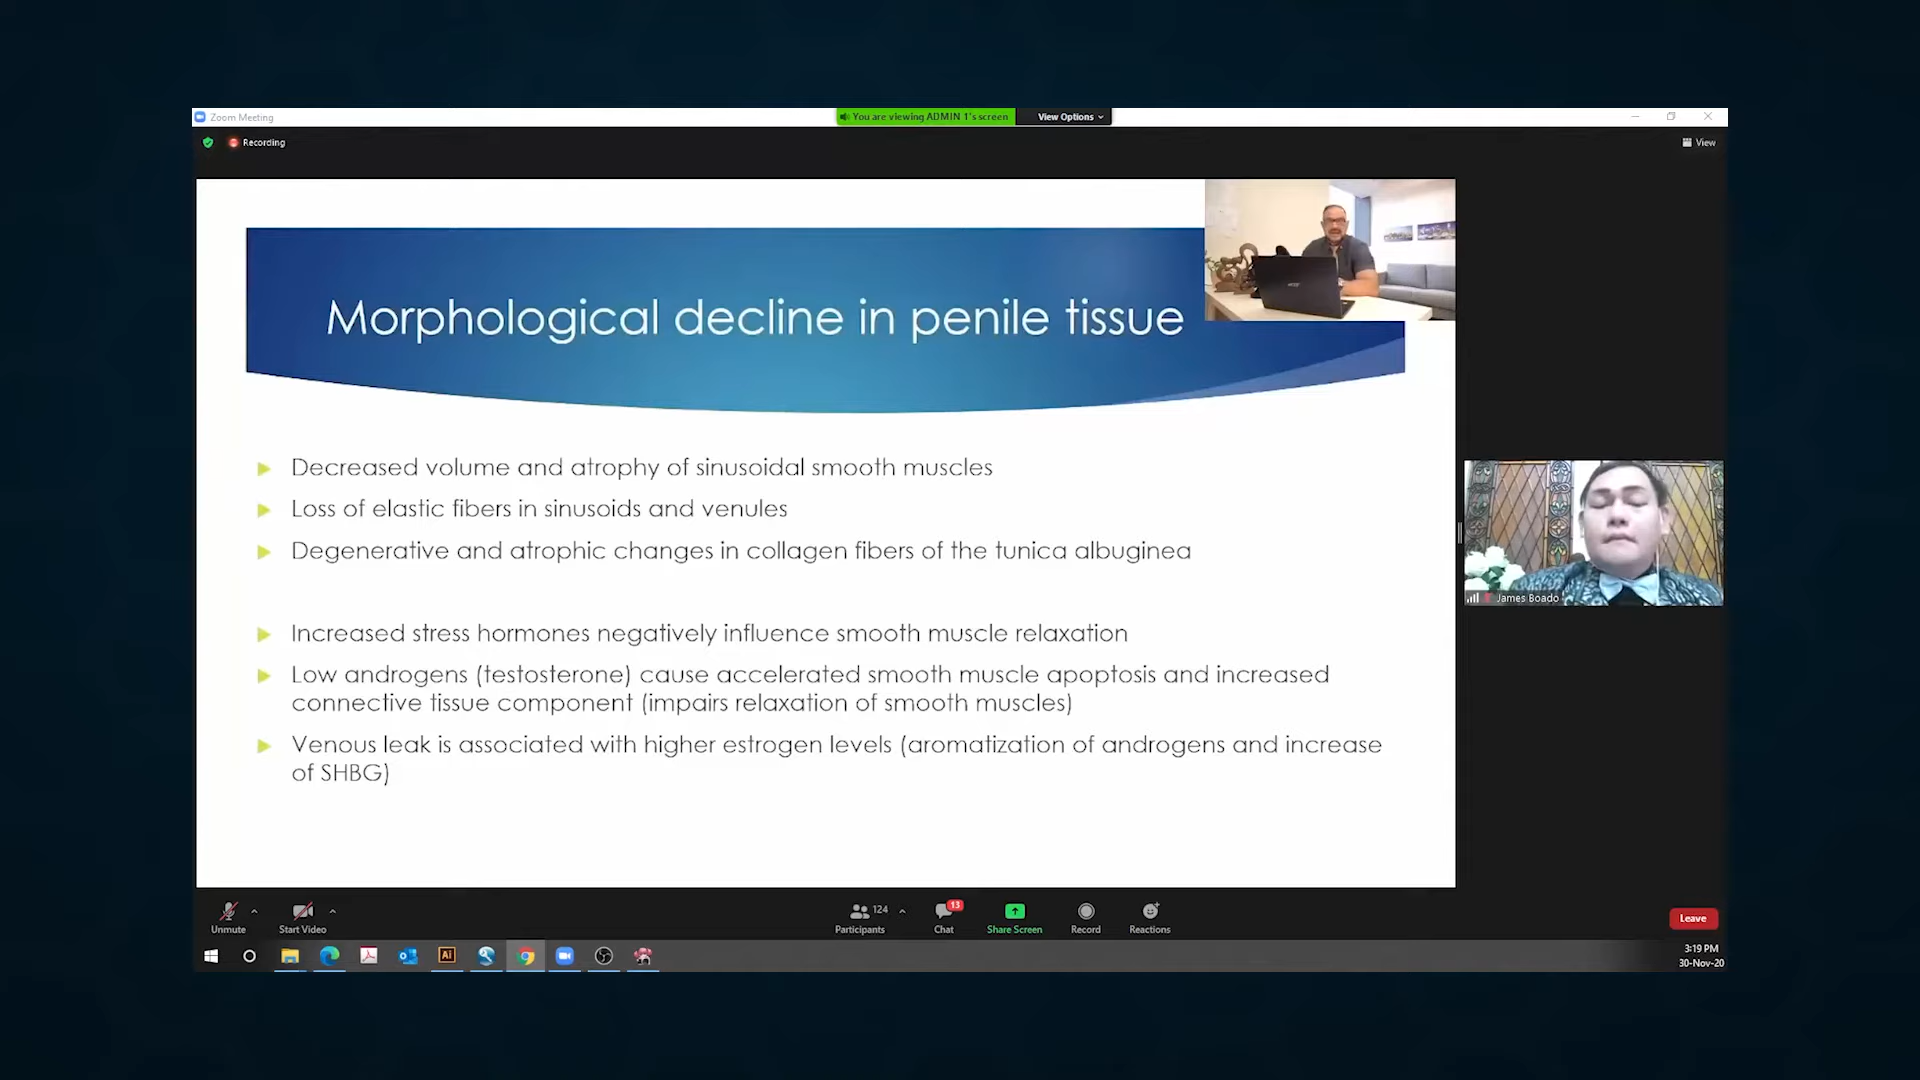 Zoom Meeting
You are viewing ADMIN 1's screen
View Options
Recording
View
Morphological decline in penile tissue
Decreased volume and atrophy of sinusoidal smooth muscles
Loss of elastic fibers in sinusoids and venules
Degenerative and atrophic changes in collagen fibers of the tunica albuginea
Increased stress hormones negatively influence smooth muscle relaxation
Low androgens (testosterone) cause accelerated smooth muscle apoptosis and increased
connective tissue component (impairs relaxation of smooth muscles)
Venous leak is associated with higher estrogen levels (aromatization of androgens and increase
of SHBG)
James Boado
Unmute
Start Video
124
Participants
13
Chat
Share Screen
Record
Reactions
Leave
Ai
3:19 PM
30-Nov-20